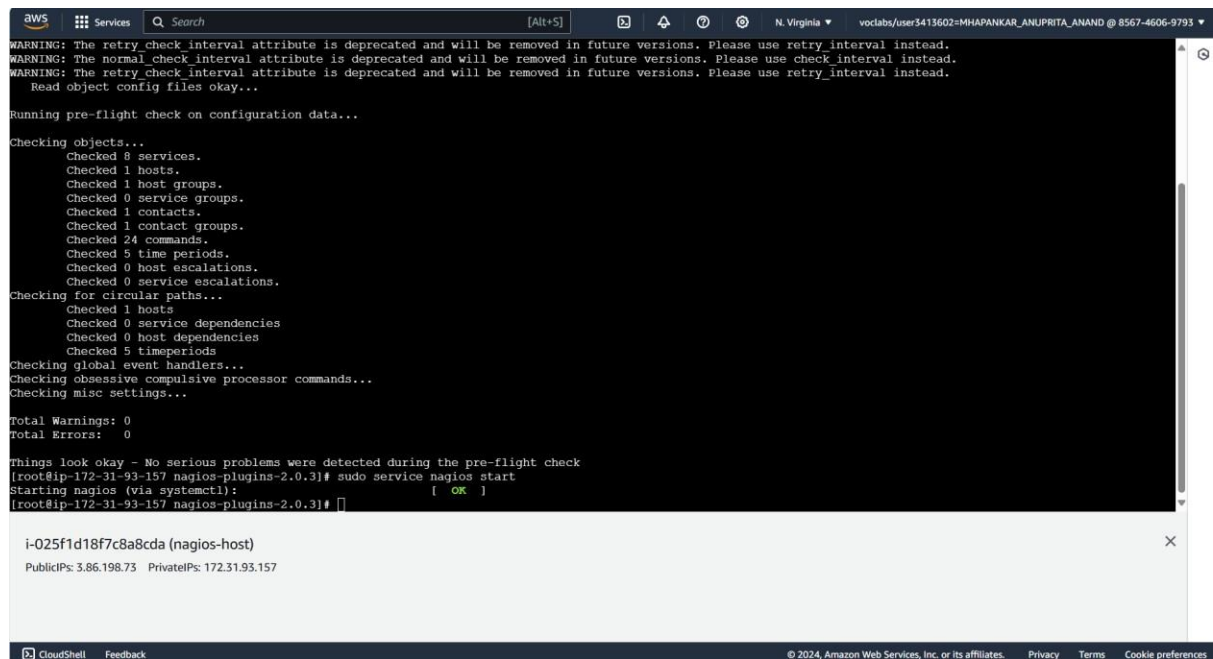 aws Services Search [Alt+S] N. Virginia voclabs/user3413602=MHAPANKAR_ANUPRITA_ANAND @ 8567-4606-9793
WARNING: The retry_check_interval attribute is deprecated and will be removed in future versions. Please use retry_interval instead.
WARNING: The normal_check_interval attribute is deprecated and will be removed in future versions. Please use check_interval instead.
WARNING: The retry_check_interval attribute is deprecated and will be removed in future versions. Please use retry_interval instead.
Read object config files okay...
Running pre-flight check on configuration data...
Checking objects...
Checked 8 services.
Checked 1 hosts.
Checked 1 host groups.
Checked 0 service groups.
Checked 1 contacts.
Checked 1 contact groups.
Checked 24 commands.
Checked 5 time periods.
Checked 0 host escalations.
Checked 0 service escalations.
Checking for circular paths...
Checked 1 hosts
Checked 0 service dependencies
Checked 0 host dependencies
Checked 5 timeperiods
Checking global event handlers...
Checking obsessive compulsive processor commands...
Checking misc settings...
Total Warnings: 0
Total Errors: 0
Things look okay - No serious problems were detected during the pre-flight check
[root@ip-172-31-93-157 nagios-plugins-2.0.3]# sudo service nagios start
Starting nagios (via systemctl): [ OK ]
[root@ip-172-31-93-157 nagios-plugins-2.0.3]#
i-025f1d18f7c8a8cda (nagios-host)
PublicIPs: 3.86.198.73 PrivateIPs: 172.31.93.157
CloudShell Feedback © 2024, Amazon Web Services, Inc. or its affiliates. Privacy Terms Cookie preferences